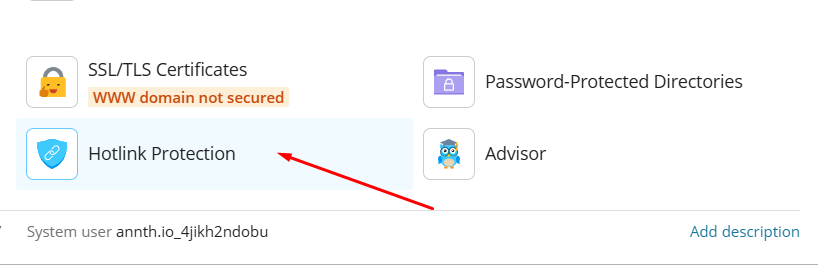 SSL/TLS Certificates
WWW domain not secured
Password-Protected Directories
Hotlink Protection
Advisor
System user annth.io_4jikh2ndobu
Add description